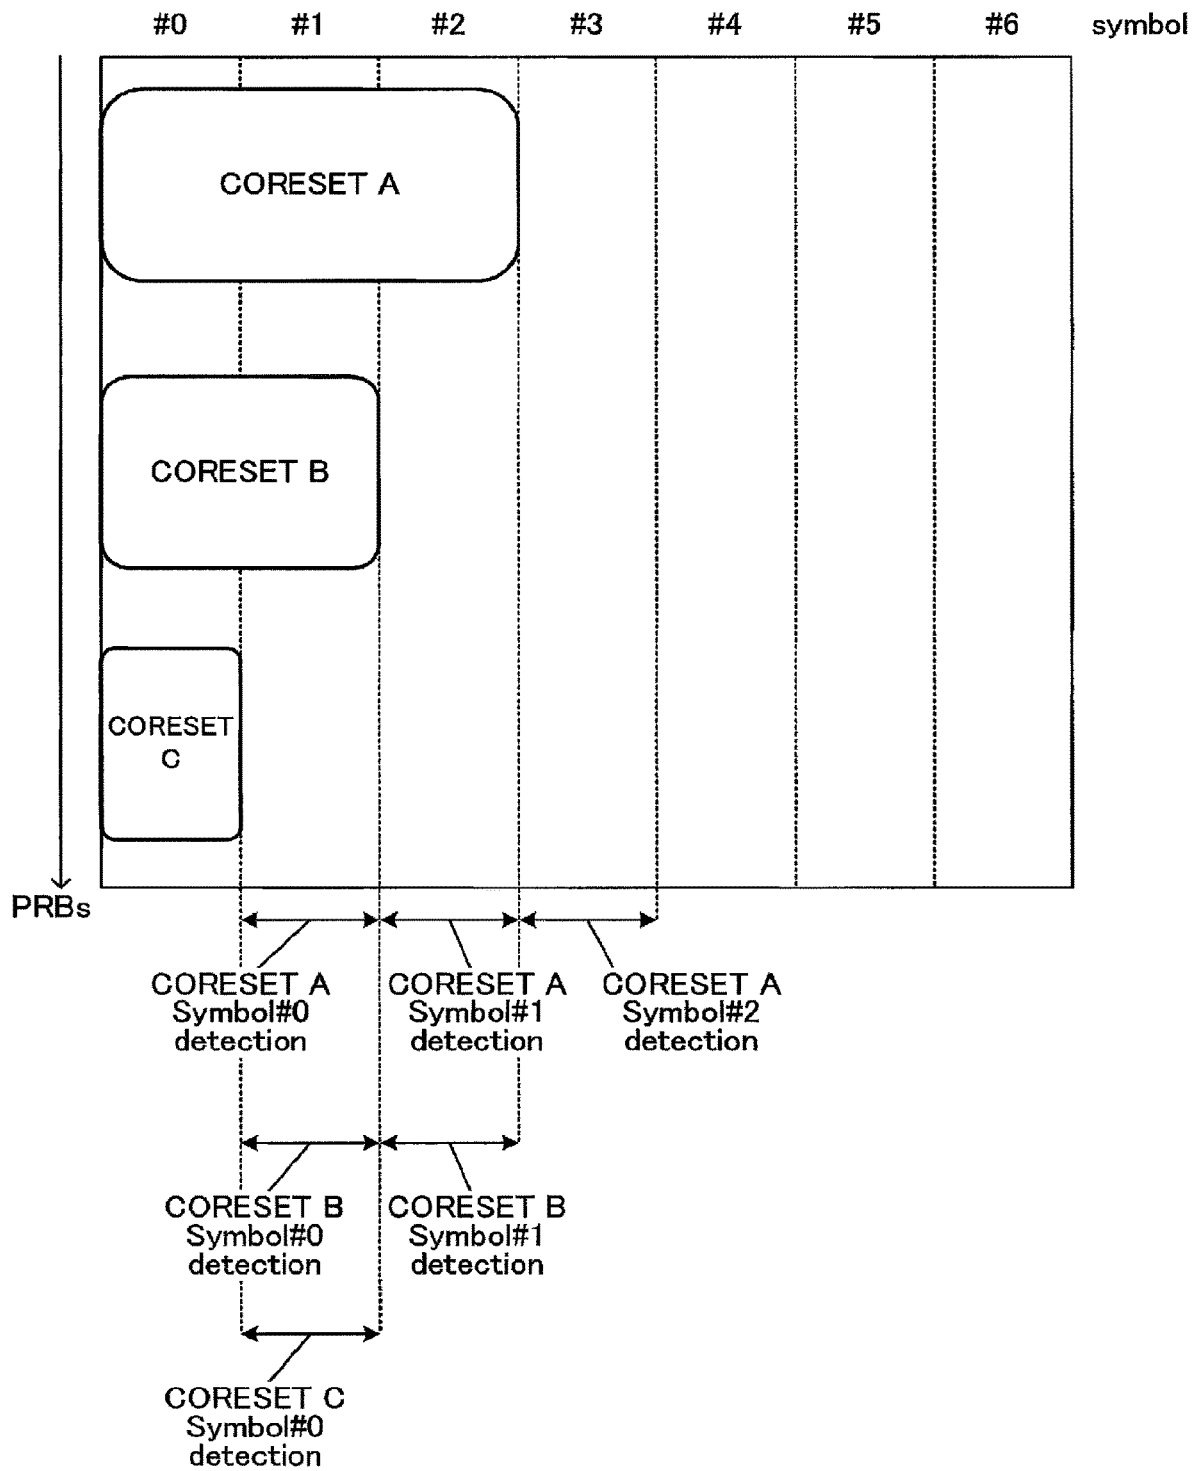 #0 #1 #2 #3 #4 #5 #6 symbol
CORESET A
CORESET B
CORESET
C
PRBs
CORESET A
Symbol#0
detection
CORESET A
Symbol#1
detection
CORESET A
Symbol#2
detection
CORESET B
Symbol#0
detection
CORESET B
Symbol#1
detection
CORESET C
Symbol#0
detection